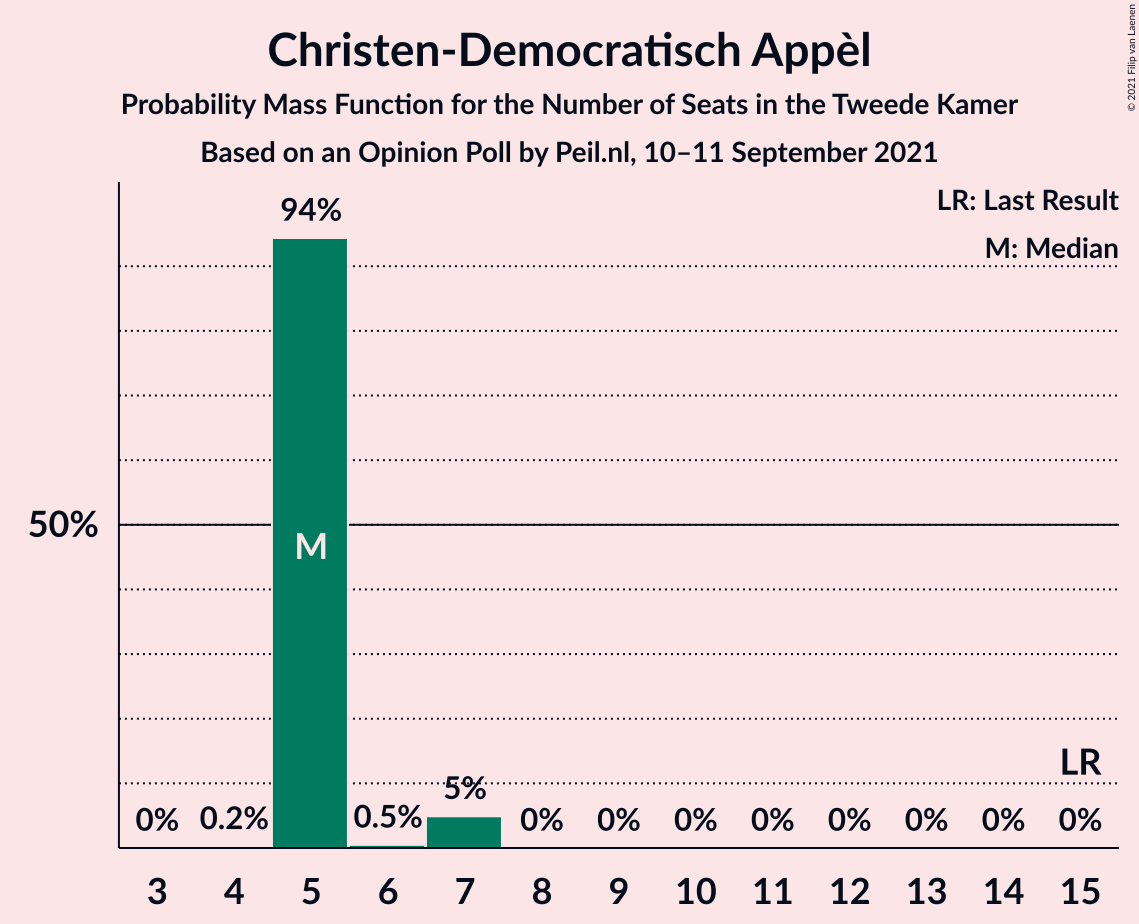 Christen-Democratisch Appèl
Probability Mass Function for the Number of Seats in the Tweede Kamer
Based on an Opinion Poll by Peil.nl, 10–11 September 2021
© 2021 Filip van Laenen
LR: Last Result
M: Median
94%
50%
M
LR
0% 0.2% 0.5% 5% 0% 0% 0% 0% 0% 0% 0% 0%
3 4 5 6 7 8 9 10 11 12 13 14 15